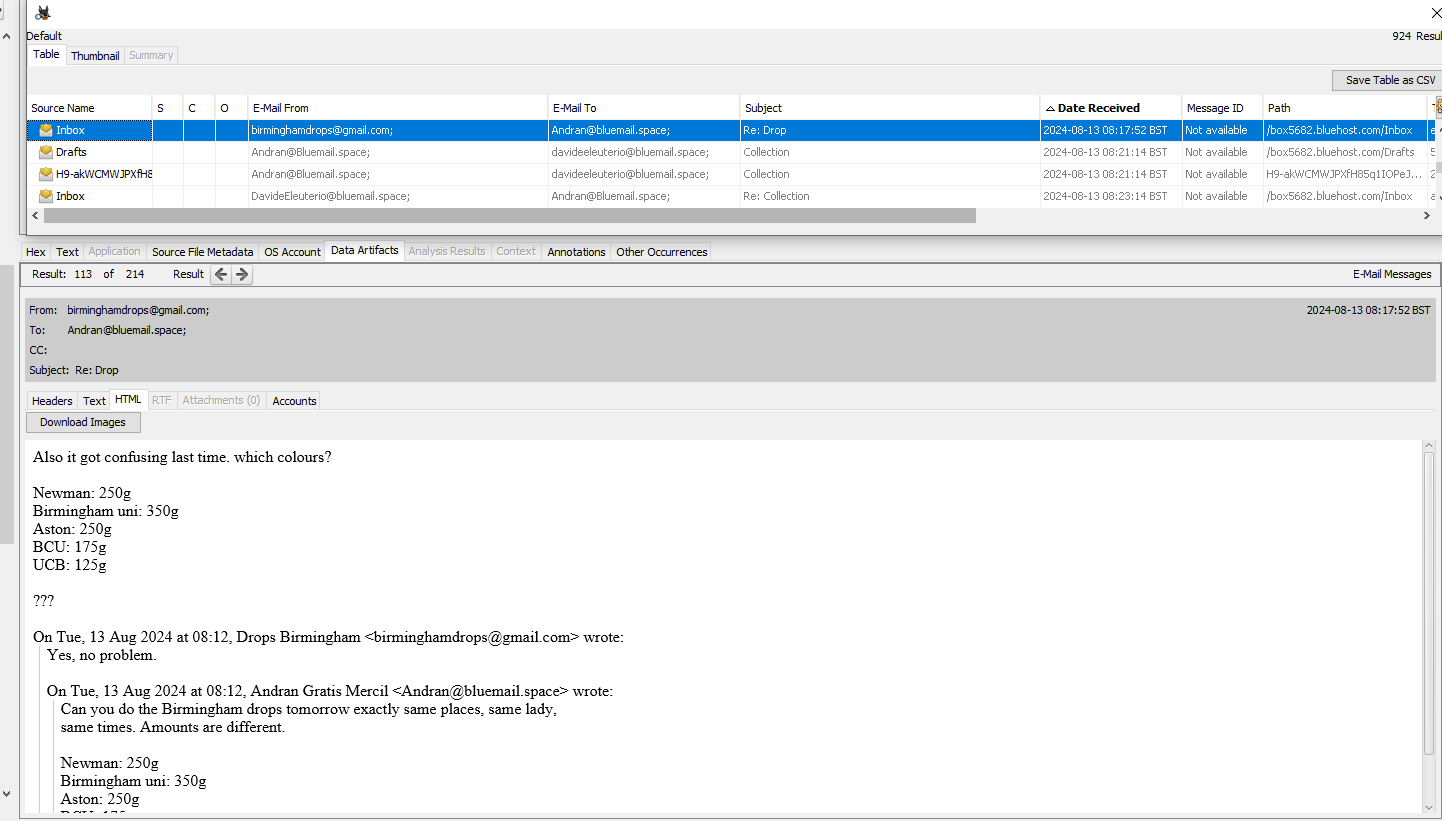 Default
924 Resul
Table Thumbnail Summary
Save Table as CSV
Source Name S C O E-Mail From E-Mail To Subject Date Received Message ID Path
Inbox birminghamdrops@gmail.com; Andran@bluemail.space; Re: Drop 2024-08-13 08:17:52 BST Not available /box5682.bluehost.com/Inbox
Drafts Andran@Bluemail.space; davideeleuterio@bluemail.space; Collection 2024-08-13 08:21:14 BST Not available /box5682.bluehost.com/Drafts
H9-akWCMWJPXfH8 Andran@Bluemail.space; davideeleuterio@bluemail.space; Collection 2024-08-13 08:21:14 BST Not available H9-akWCMWJPXfH85q1IOPeJ...
Inbox DavideEleuterio@bluemail.space; Andran@Bluemail.space; Re: Collection 2024-08-13 08:23:14 BST Not available /box5682.bluehost.com/Inbox
Hex Text Application Source File Metadata OS Account Data Artifacts Analysis Results Context Annotations Other Occurrences
Result: 113 of 214 Result E-Mail Messages
From: birminghamdrops@gmail.com; 2024-08-13 08:17:52 BST
To: Andran@bluemail.space;
CC:
Subject: Re: Drop
Headers Text HTML RTF Attachments (0) Accounts
Download Images
Also it got confusing last time. which colours?
Newman: 250g
Birmingham uni: 350g
Aston: 250g
BCU: 175g
UCB: 125g
???
On Tue, 13 Aug 2024 at 08:12, Drops Birmingham <birminghamdrops@gmail.com> wrote:
Yes, no problem.
On Tue, 13 Aug 2024 at 08:12, Andran Gratis Mercil <Andran@bluemail.space> wrote:
Can you do the Birmingham drops tomorrow exactly same places, same lady,
same times. Amounts are different.
Newman: 250g
Birmingham uni: 350g
Aston: 250g